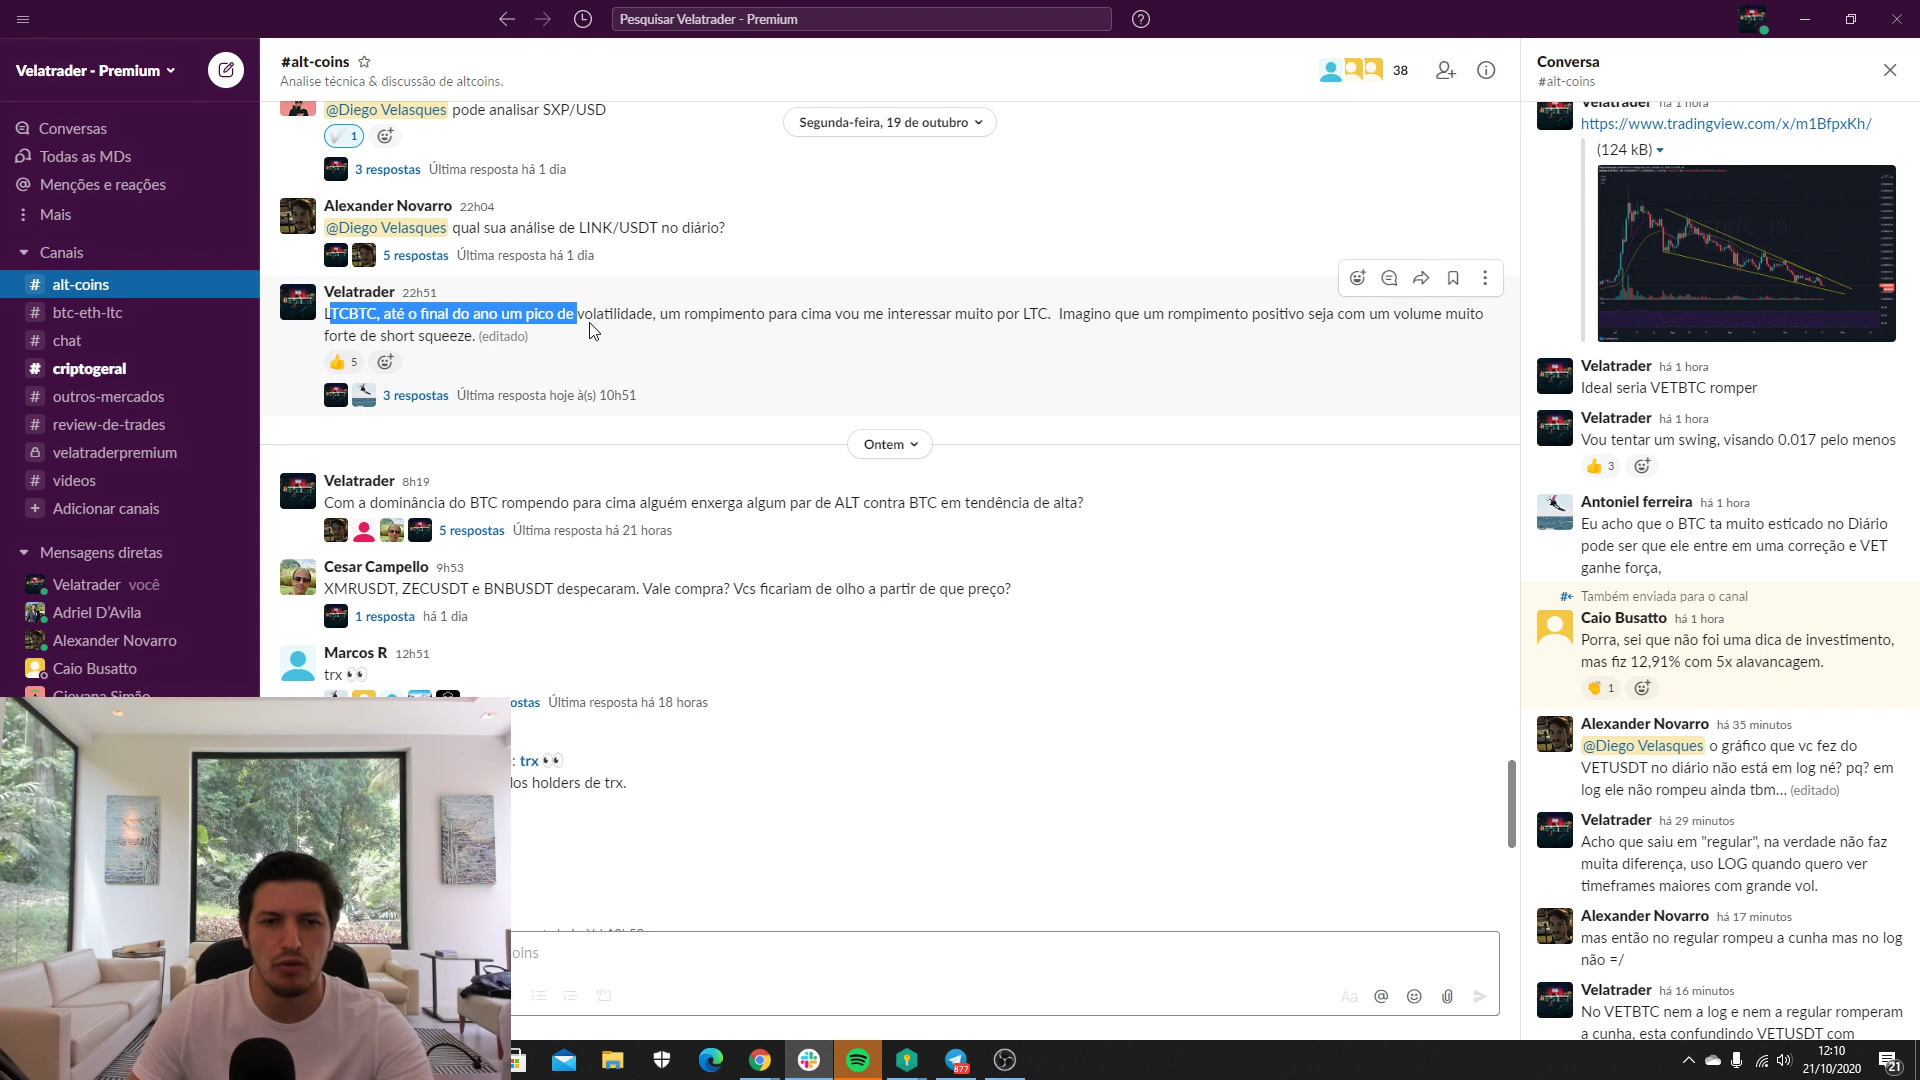 Pesquisar Velatrader - Premium
Velatrader - Premium
Conversas
Todas as MDs
Menções e reações
Mais
Canais
# alt-coins
# btc-eth-ltc
# chat
# criptogeral
# outros-mercados
# review-de-trades
velatraderpremium
# videos
+ Adicionar canais
Mensagens diretas
Velatrader você
Adriel D'Avila
Alexander Novarro
Caio Busatto
Giovana Simão
#alt-coins
Analise técnica & discussão de altcoins.
38
@Diego Velasques pode analisar SXP/USD
Segunda-feira, 19 de outubro
1
3 respostas Última resposta há 1 dia
Alexander Novarro 22h04
@Diego Velasques qual sua análise de LINK/USDT no diário?
5 respostas Última resposta há 1 dia
Velatrader 22h51
LTCBTC, até o final do ano um pico de volatilidade, um rompimento para cima vou me interessar muito por LTC. Imagino que um rompimento positivo seja com um volume muito
forte de short squeeze. (editado)
5
3 respostas Última resposta hoje à(s) 10h51
Ontem
Velatrader 8h19
Com a dominância do BTC rompendo para cima alguém enxerga algum par de ALT contra BTC em tendência de alta?
5 respostas Última resposta há 21 horas
Cesar Campello 9h53
XMRUSDT, ZECUSDT e BNBUSDT despecaram. Vale compra? Vcs ficariam de olho a partir de que preço?
1 resposta há 1 dia
Marcos R 12h51
trx 👀
ostas Última resposta há 18 horas
: trx 👀
los holders de trx.
oins
Aa
Conversa
#alt-coins
Velatrader há 1 hora
https://www.tradingview.com/x/m1BfpxKh/
(124 kB)
Velatrader há 1 hora
Ideal seria VETBTC romper
Velatrader há 1 hora
Vou tentar um swing, visando 0.017 pelo menos
3
Antoniel ferreira há 1 hora
Eu acho que o BTC ta muito esticado no Diário
pode ser que ele entre em uma correção e VET
ganhe força,
Também enviada para o canal
Caio Busatto há 1 hora
Porra, sei que não foi uma dica de investimento,
mas fiz 12,91% com 5x alavancagem.
1
Alexander Novarro há 35 minutos
@Diego Velasques o gráfico que vc fez do
VETUSDT no diário não está em log né? pq? em
log ele não rompeu ainda tbm... (editado)
Velatrader há 29 minutos
Acho que saiu em "regular", na verdade não faz
muita diferença, uso LOG quando quero ver
timeframes maiores com grande vol.
Alexander Novarro há 17 minutos
mas então no regular rompeu a cunha mas no log
não =/
Velatrader há 16 minutos
No VETBTC nem a log e nem a regular romperam
a cunha, esta confundindo VETUSDT com
877
12:10
21/10/2020
21